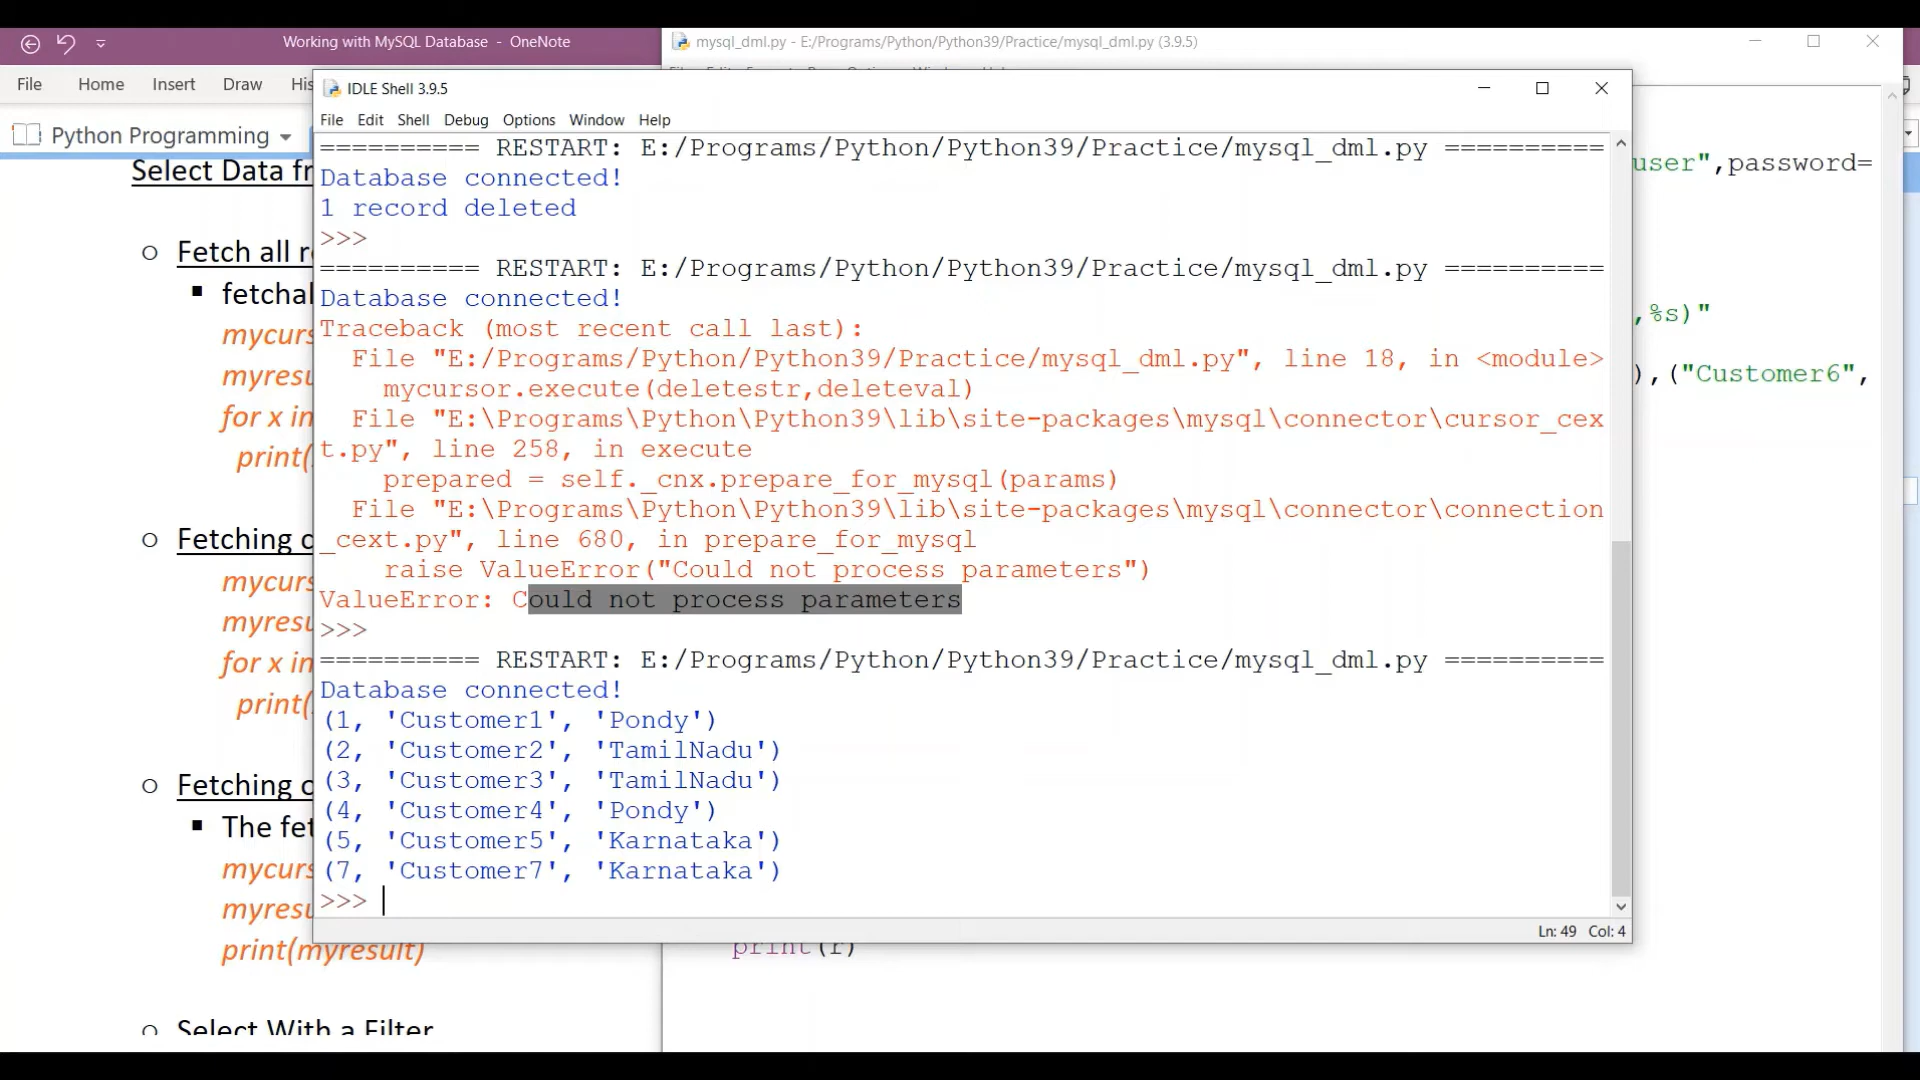 Working with MySQL Database - OneNote
mysql_dml.py - E:/Programs/Python/Python39/Practice/mysql_dml.py (3.9.5)
File Home Insert Draw His
Python Programming
Select Data fr
Fetch all re
fetchal
mycurs
myresu
for x in
print(
Fetching c
mycurs
myresu
for x in
print(
Fetching c
The fet
mycurs
myresu
print(myresult)
Select With a Filter
IDLE Shell 3.9.5
File Edit Shell Debug Options Window Help
========== RESTART: E:/Programs/Python/Python39/Practice/mysql_dml.py ==========
Database connected!
1 record deleted
>>>
========== RESTART: E:/Programs/Python/Python39/Practice/mysql_dml.py ==========
Database connected!
Traceback (most recent call last):
File "E:/Programs/Python/Python39/Practice/mysql_dml.py", line 18, in <module>
mycursor.execute(deletestr,deleteval)
File "E:\Programs\Python\Python39\lib\site-packages\mysql\connector\cursor_cex
t.py", line 258, in execute
prepared = self._cnx.prepare_for_mysql(params)
File "E:\Programs\Python\Python39\lib\site-packages\mysql\connector\connection
_cext.py", line 680, in prepare_for_mysql
raise ValueError("Could not process parameters")
ValueError: Could not process parameters
>>>
========== RESTART: E:/Programs/Python/Python39/Practice/mysql_dml.py ==========
Database connected!
(1, 'Customer1', 'Pondy')
(2, 'Customer2', 'TamilNadu')
(3, 'Customer3', 'TamilNadu')
(4, 'Customer4', 'Pondy')
(5, 'Customer5', 'Karnataka')
(7, 'Customer7', 'Karnataka')
>>>
Ln: 49 Col: 4
user",password=
,%s)"
),("Customer6",
print(r)